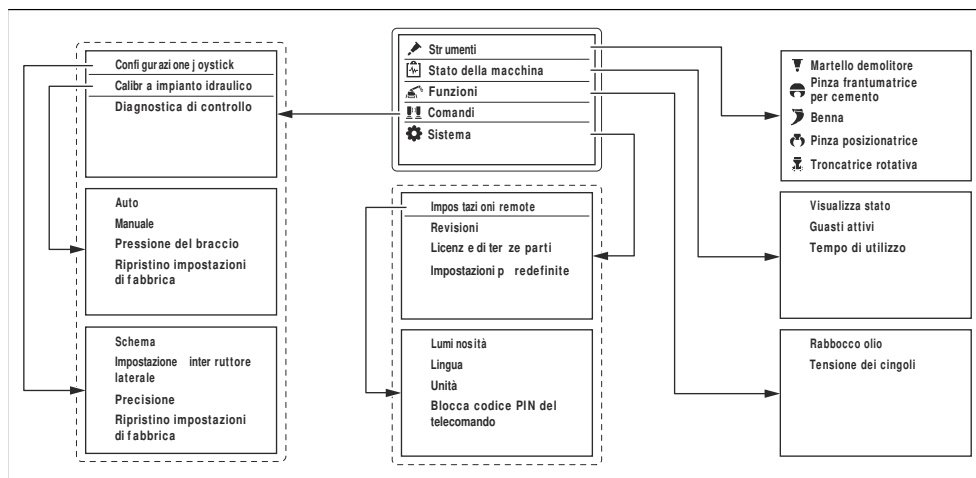 Configurazione joystick
Calibra impianto idraulico
Diagnostica di controllo
Auto
Manuale
Pressione del braccio
Ripristino impostazioni
di fabbrica
Schema
Impostazione interruttore
laterale
Precisione
Ripristino impostazioni
di fabbrica
Strumenti
Stato della macchina
Funzioni
Comandi
Sistema
Impostazioni remote
Revisioni
Licenze di terze parti
Impostazioni predefinite
Luminosità
Lingua
Unità
Blocca codice PIN del
telecomando
Martello demolitore
Pinza frantumatrice
per cemento
Benna
Pinza posizionatrice
Troncatrice rotativa
Visualizza stato
Guasti attivi
Tempo di utilizzo
Rabbocco olio
Tensione dei cingoli